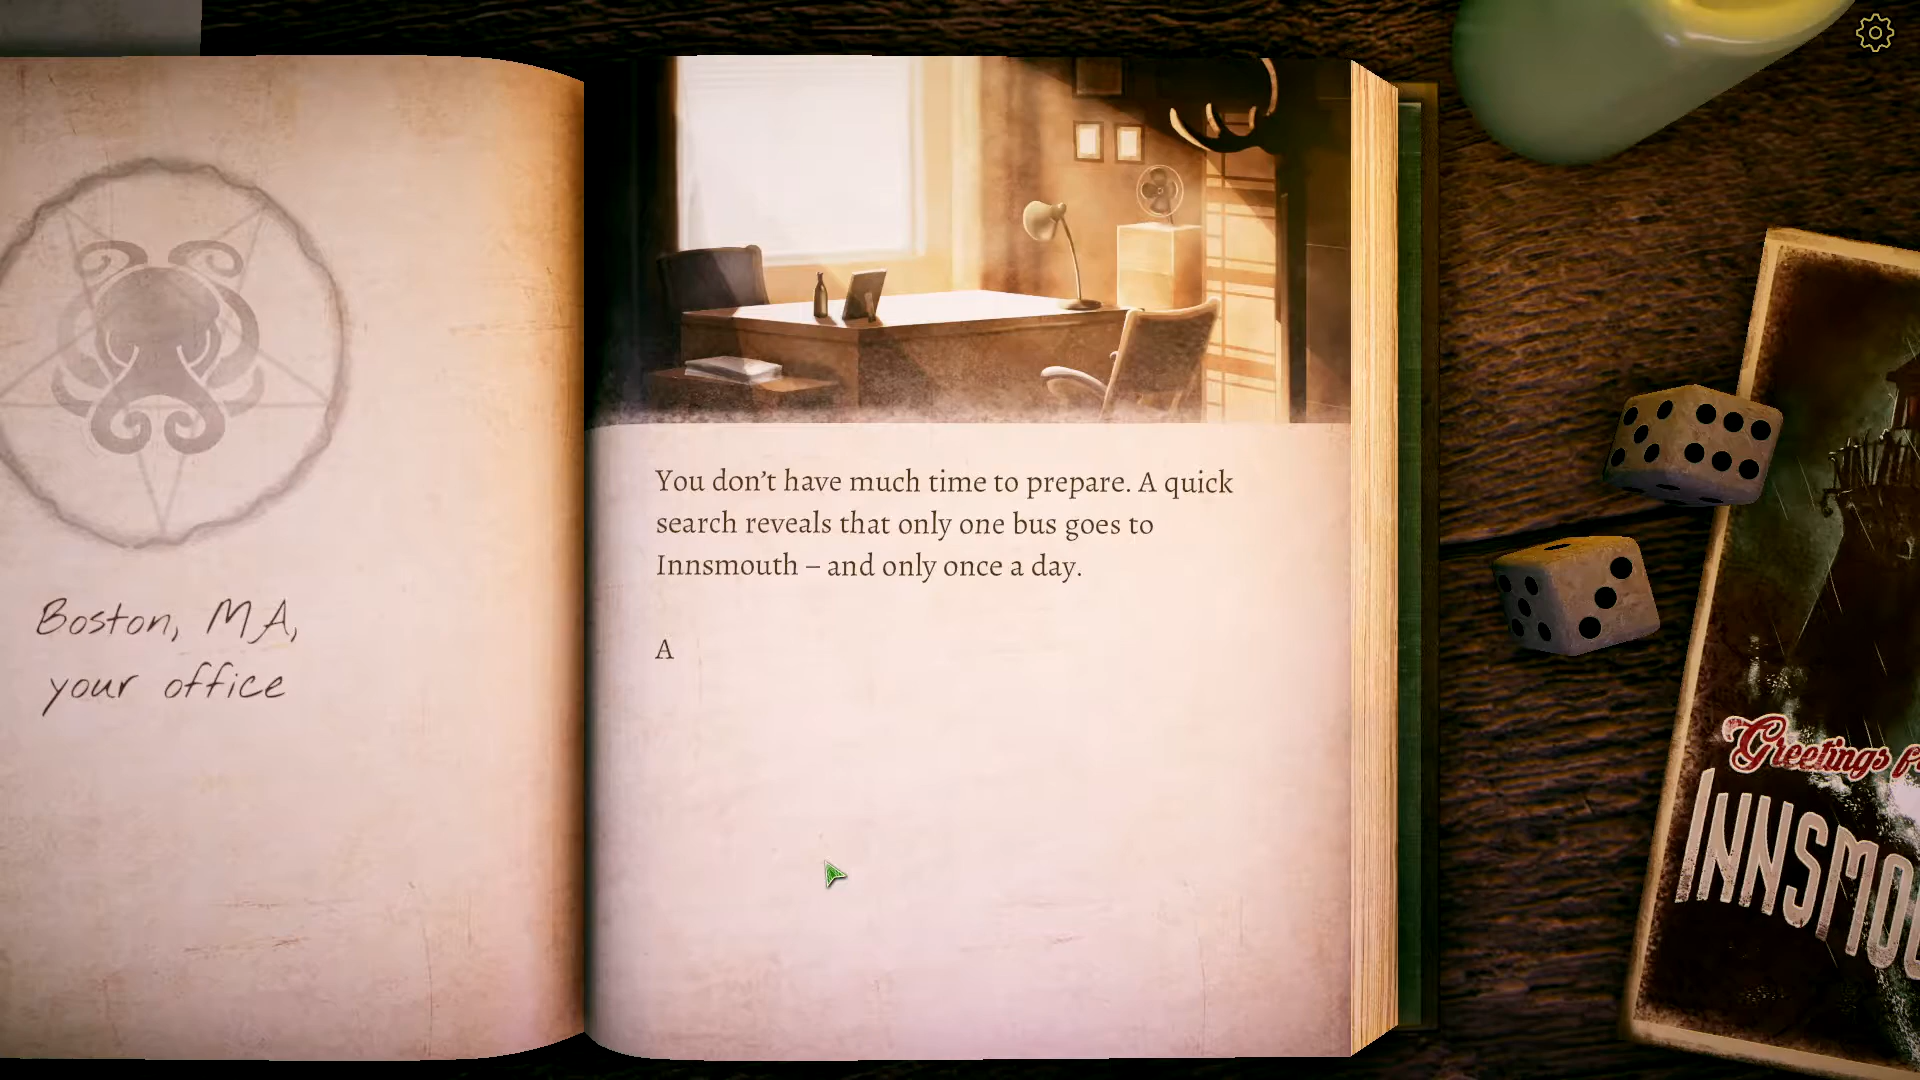 Boston, MA,
your office
You don't have much time to prepare. A quick
search reveals that only one bus goes to
Innsmouth – and only once a day.
A
Greetings